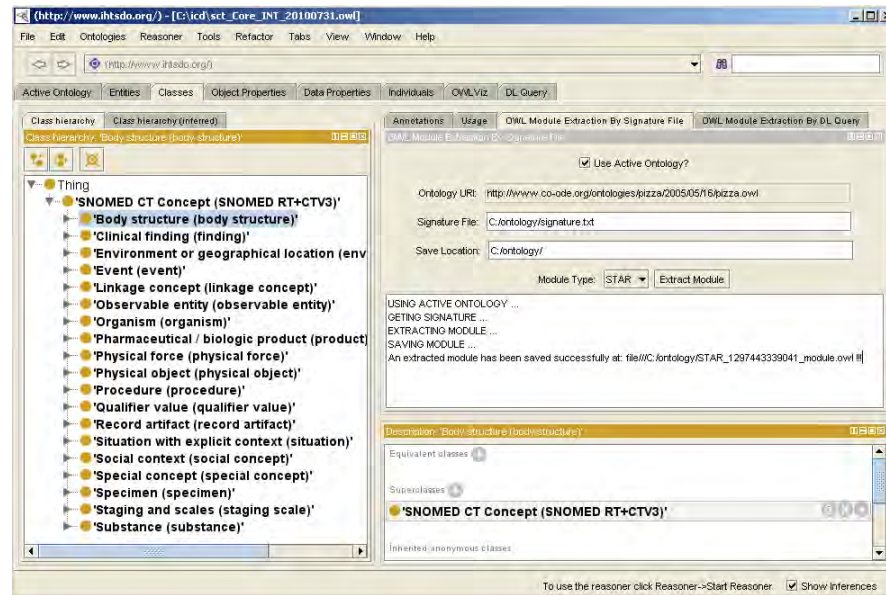 (http://www.ihtsdo.org/) - [C:\icd\sct_Core_INT_20100731.owl]
File Edit Ontologies Reasoner Tools Refactor Tabs View Window Help
(http://www.ihtsdo.org/)
Active Ontology Entities Classes Object Properties Data Properties Individuals OWLViz DL Query
Class hierarchy Class hierarchy (inferred)
Class hierarchy: 'Body structure (body structure)'
Thing
'SNOMED CT Concept (SNOMED RT+CTV3)'
'Body structure (body structure)'
'Clinical finding (finding)'
'Environment or geographical location (env
'Event (event)'
'Linkage concept (linkage concept)'
'Observable entity (observable entity)'
'Organism (organism)'
'Pharmaceutical / biologic product (product)
'Physical force (physical force)'
'Physical object (physical object)'
'Procedure (procedure)'
'Qualifier value (qualifier value)'
'Record artifact (record artifact)'
'Situation with explicit context (situation)'
'Social context (social concept)'
'Special concept (special concept)'
'Specimen (specimen)'
'Staging and scales (staging scale)'
'Substance (substance)'
Annotations Usage OWL Module Extraction By Signature File OWL Module Extraction By DL Query
OWL Module Extraction By Signature File
Use Active Ontology?
Ontology URI: http://www.co-ode.org/ontologies/pizza/2005/05/16/pizza.owl
Signature File: C:/ontology/signature.txt
Save Location: C:/ontology/
Module Type: STAR Extract Module
USING ACTIVE ONTOLOGY ...
GETING SIGNATURE ...
EXTRACTING MODULE ...
SAVING MODULE ...
An extracted module has been saved successfully at: file///C:/ontology/STAR_1297443339041_module.owl !!!
Description: 'Body structure (body structure)'
Equivalent classes
Superclasses
'SNOMED CT Concept (SNOMED RT+CTV3)'
Inherited anonymous classes
To use the reasoner click Reasoner->Start Reasoner Show Inferences